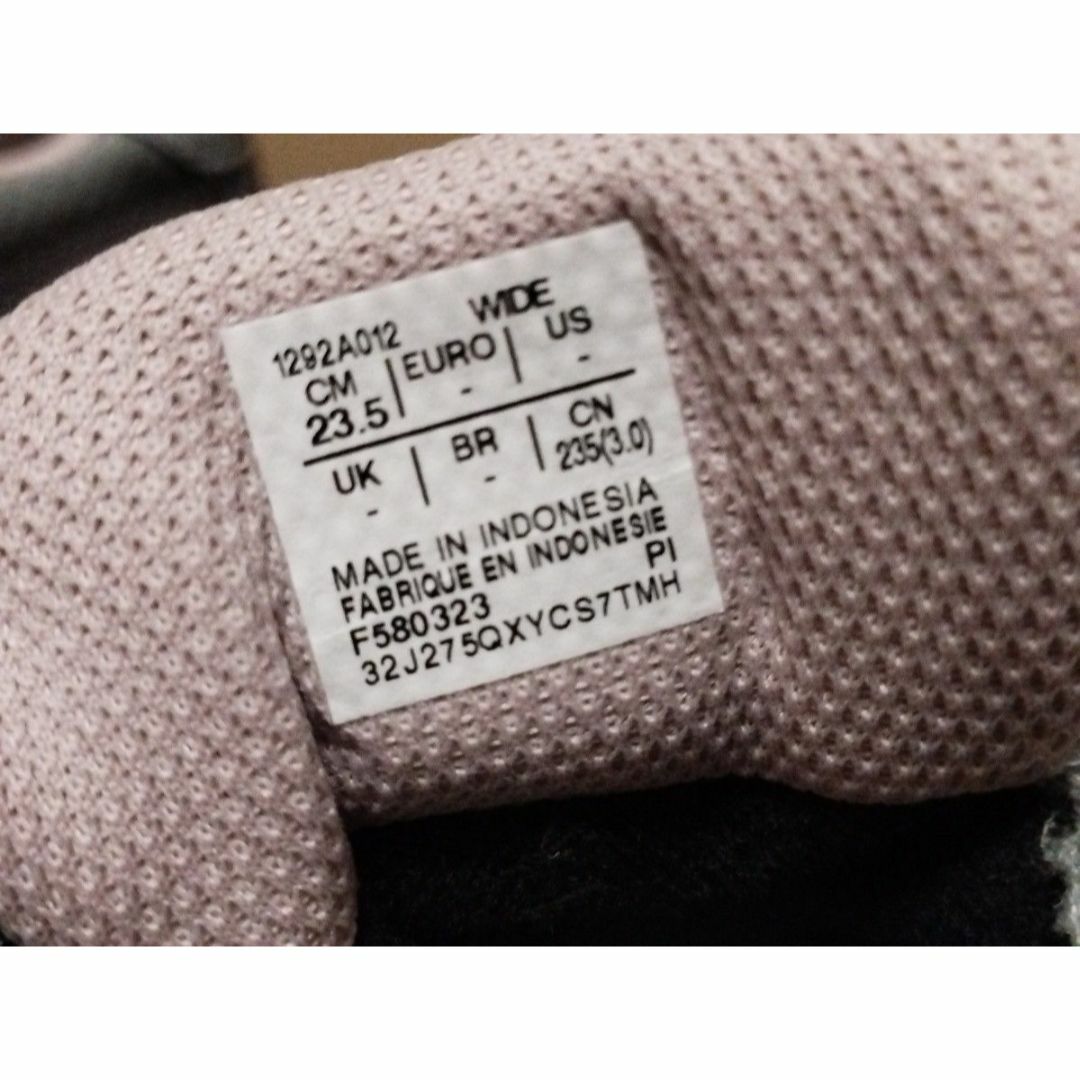 1292A012 WIDE
CM | EURO | US
23.5 - -
UK | BR | CN
- - 235(3.0)
MADE IN INDONESIA
FABRIQUE EN INDONESIE
F580323 PI
32J275QXYCS7TMH